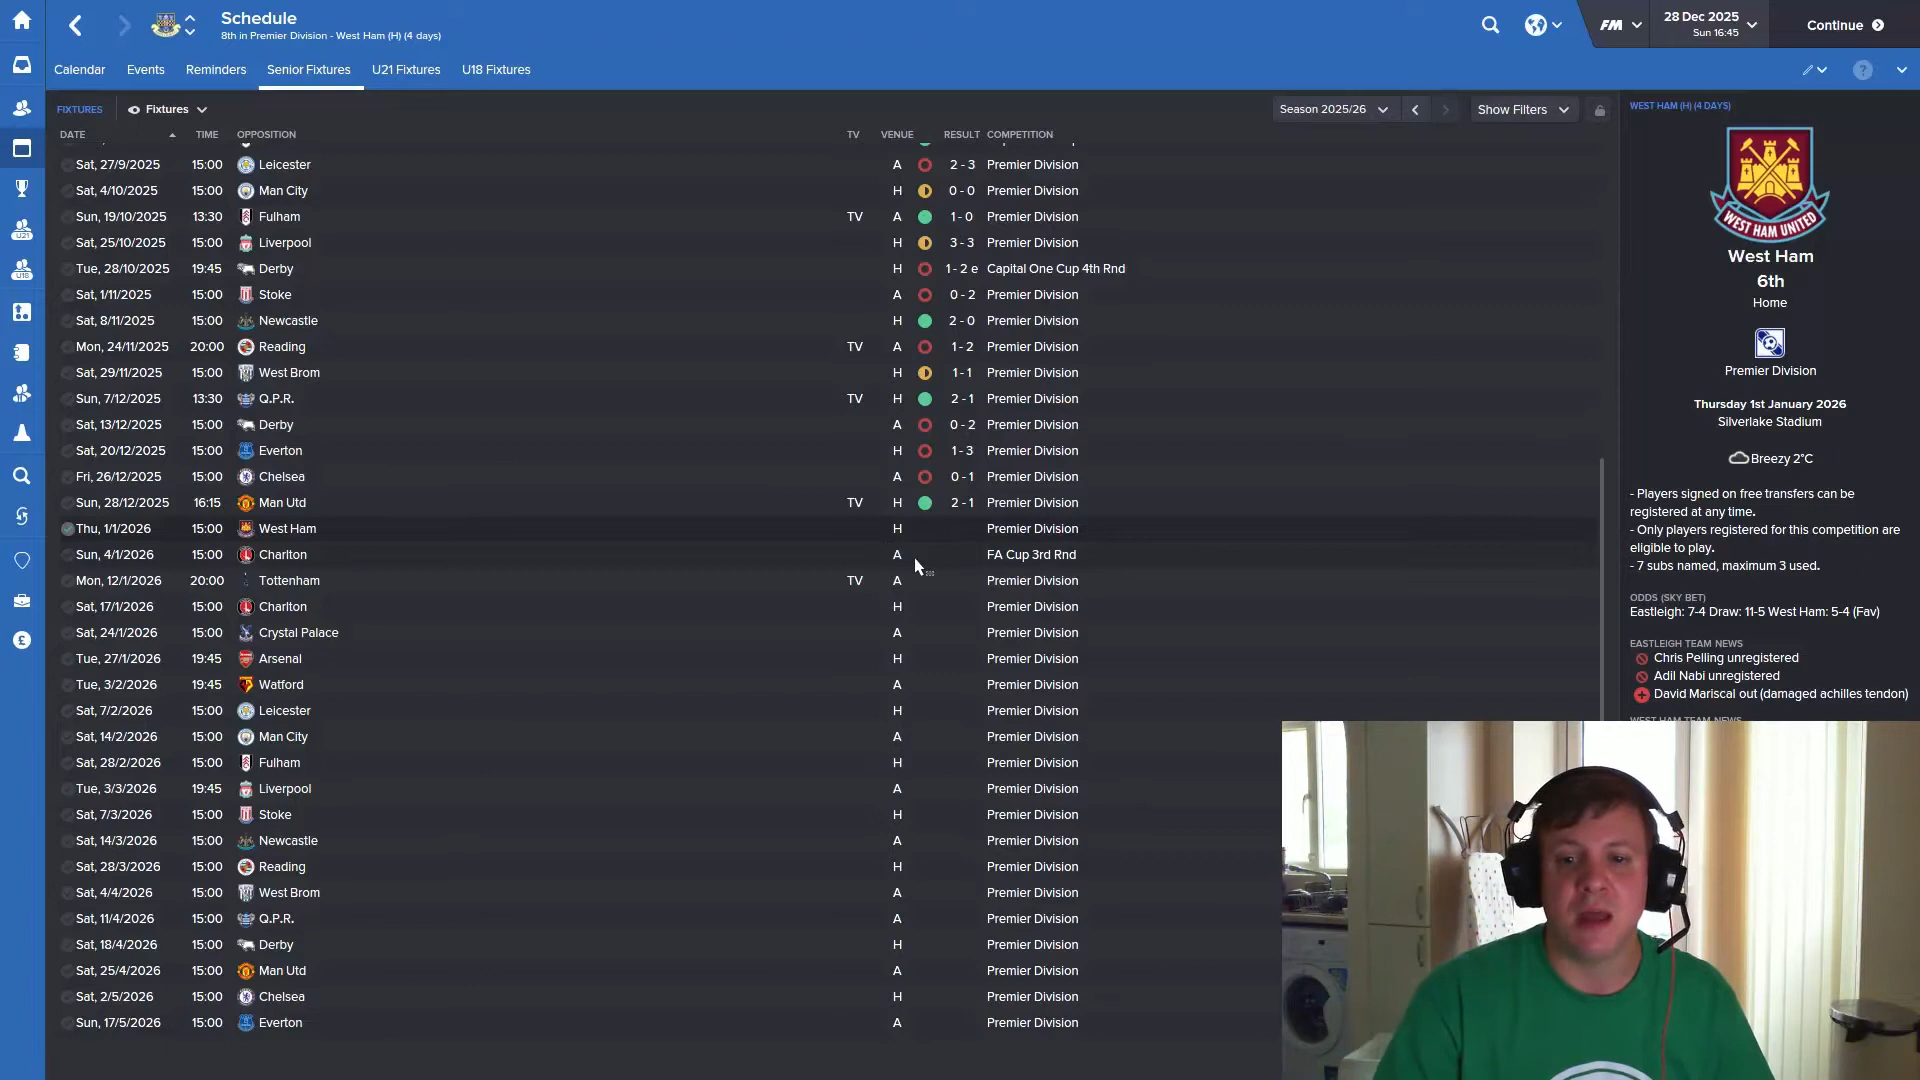 Schedule
8th in Premier Division - West Ham (H) (4 days)
FM
28 Dec 2025
Sun 16:45
Continue
Calendar Events Reminders Senior Fixtures U21 Fixtures U18 Fixtures
FIXTURES Fixtures Season 2025/26 Show Filters
DATE TIME OPPOSITION TV VENUE RESULT COMPETITION
Sat, 27/9/2025 15:00 Leicester A 2 - 3 Premier Division
Sat, 4/10/2025 15:00 Man City H 0 - 0 Premier Division
Sun, 19/10/2025 13:30 Fulham TV A 1 - 0 Premier Division
Sat, 25/10/2025 15:00 Liverpool H 3 - 3 Premier Division
Tue, 28/10/2025 19:45 Derby H 1 - 2 e Capital One Cup 4th Rnd
Sat, 1/11/2025 15:00 Stoke A 0 - 2 Premier Division
Sat, 8/11/2025 15:00 Newcastle H 2 - 0 Premier Division
Mon, 24/11/2025 20:00 Reading TV A 1 - 2 Premier Division
Sat, 29/11/2025 15:00 West Brom H 1 - 1 Premier Division
Sun, 7/12/2025 13:30 Q.P.R. TV H 2 - 1 Premier Division
Sat, 13/12/2025 15:00 Derby A 0 - 2 Premier Division
Sat, 20/12/2025 15:00 Everton H 1 - 3 Premier Division
Fri, 26/12/2025 15:00 Chelsea A 0 - 1 Premier Division
Sun, 28/12/2025 16:15 Man Utd TV H 2 - 1 Premier Division
Thu, 1/1/2026 15:00 West Ham H Premier Division
Sun, 4/1/2026 15:00 Charlton A FA Cup 3rd Rnd
Mon, 12/1/2026 20:00 Tottenham TV A Premier Division
Sat, 17/1/2026 15:00 Charlton H Premier Division
Sat, 24/1/2026 15:00 Crystal Palace A Premier Division
Tue, 27/1/2026 19:45 Arsenal H Premier Division
Tue, 3/2/2026 19:45 Watford A Premier Division
Sat, 7/2/2026 15:00 Leicester H Premier Division
Sat, 14/2/2026 15:00 Man City A Premier Division
Sat, 28/2/2026 15:00 Fulham H Premier Division
Tue, 3/3/2026 19:45 Liverpool A Premier Division
Sat, 7/3/2026 15:00 Stoke H Premier Division
Sat, 14/3/2026 15:00 Newcastle A Premier Division
Sat, 28/3/2026 15:00 Reading H Premier Division
Sat, 4/4/2026 15:00 West Brom A Premier Division
Sat, 11/4/2026 15:00 Q.P.R. A Premier Division
Sat, 18/4/2026 15:00 Derby H Premier Division
Sat, 25/4/2026 15:00 Man Utd A Premier Division
Sat, 2/5/2026 15:00 Chelsea H Premier Division
Sun, 17/5/2026 15:00 Everton A Premier Division
WEST HAM (H) (4 DAYS)
WEST HAM UNITED
West Ham
6th
Home
Premier Division
Thursday 1st January 2026
Silverlake Stadium
Breezy 2°C
- Players signed on free transfers can be
registered at any time.
- Only players registered for this competition are
eligible to play.
- 7 subs named, maximum 3 used.
ODDS (SKY BET)
Eastleigh: 7-4 Draw: 11-5 West Ham: 5-4 (Fav)
EASTLEIGH TEAM NEWS
Chris Pelling unregistered
Adil Nabi unregistered
David Mariscal out (damaged achilles tendon)
WEST HAM TEAM NEWS
U21
U18